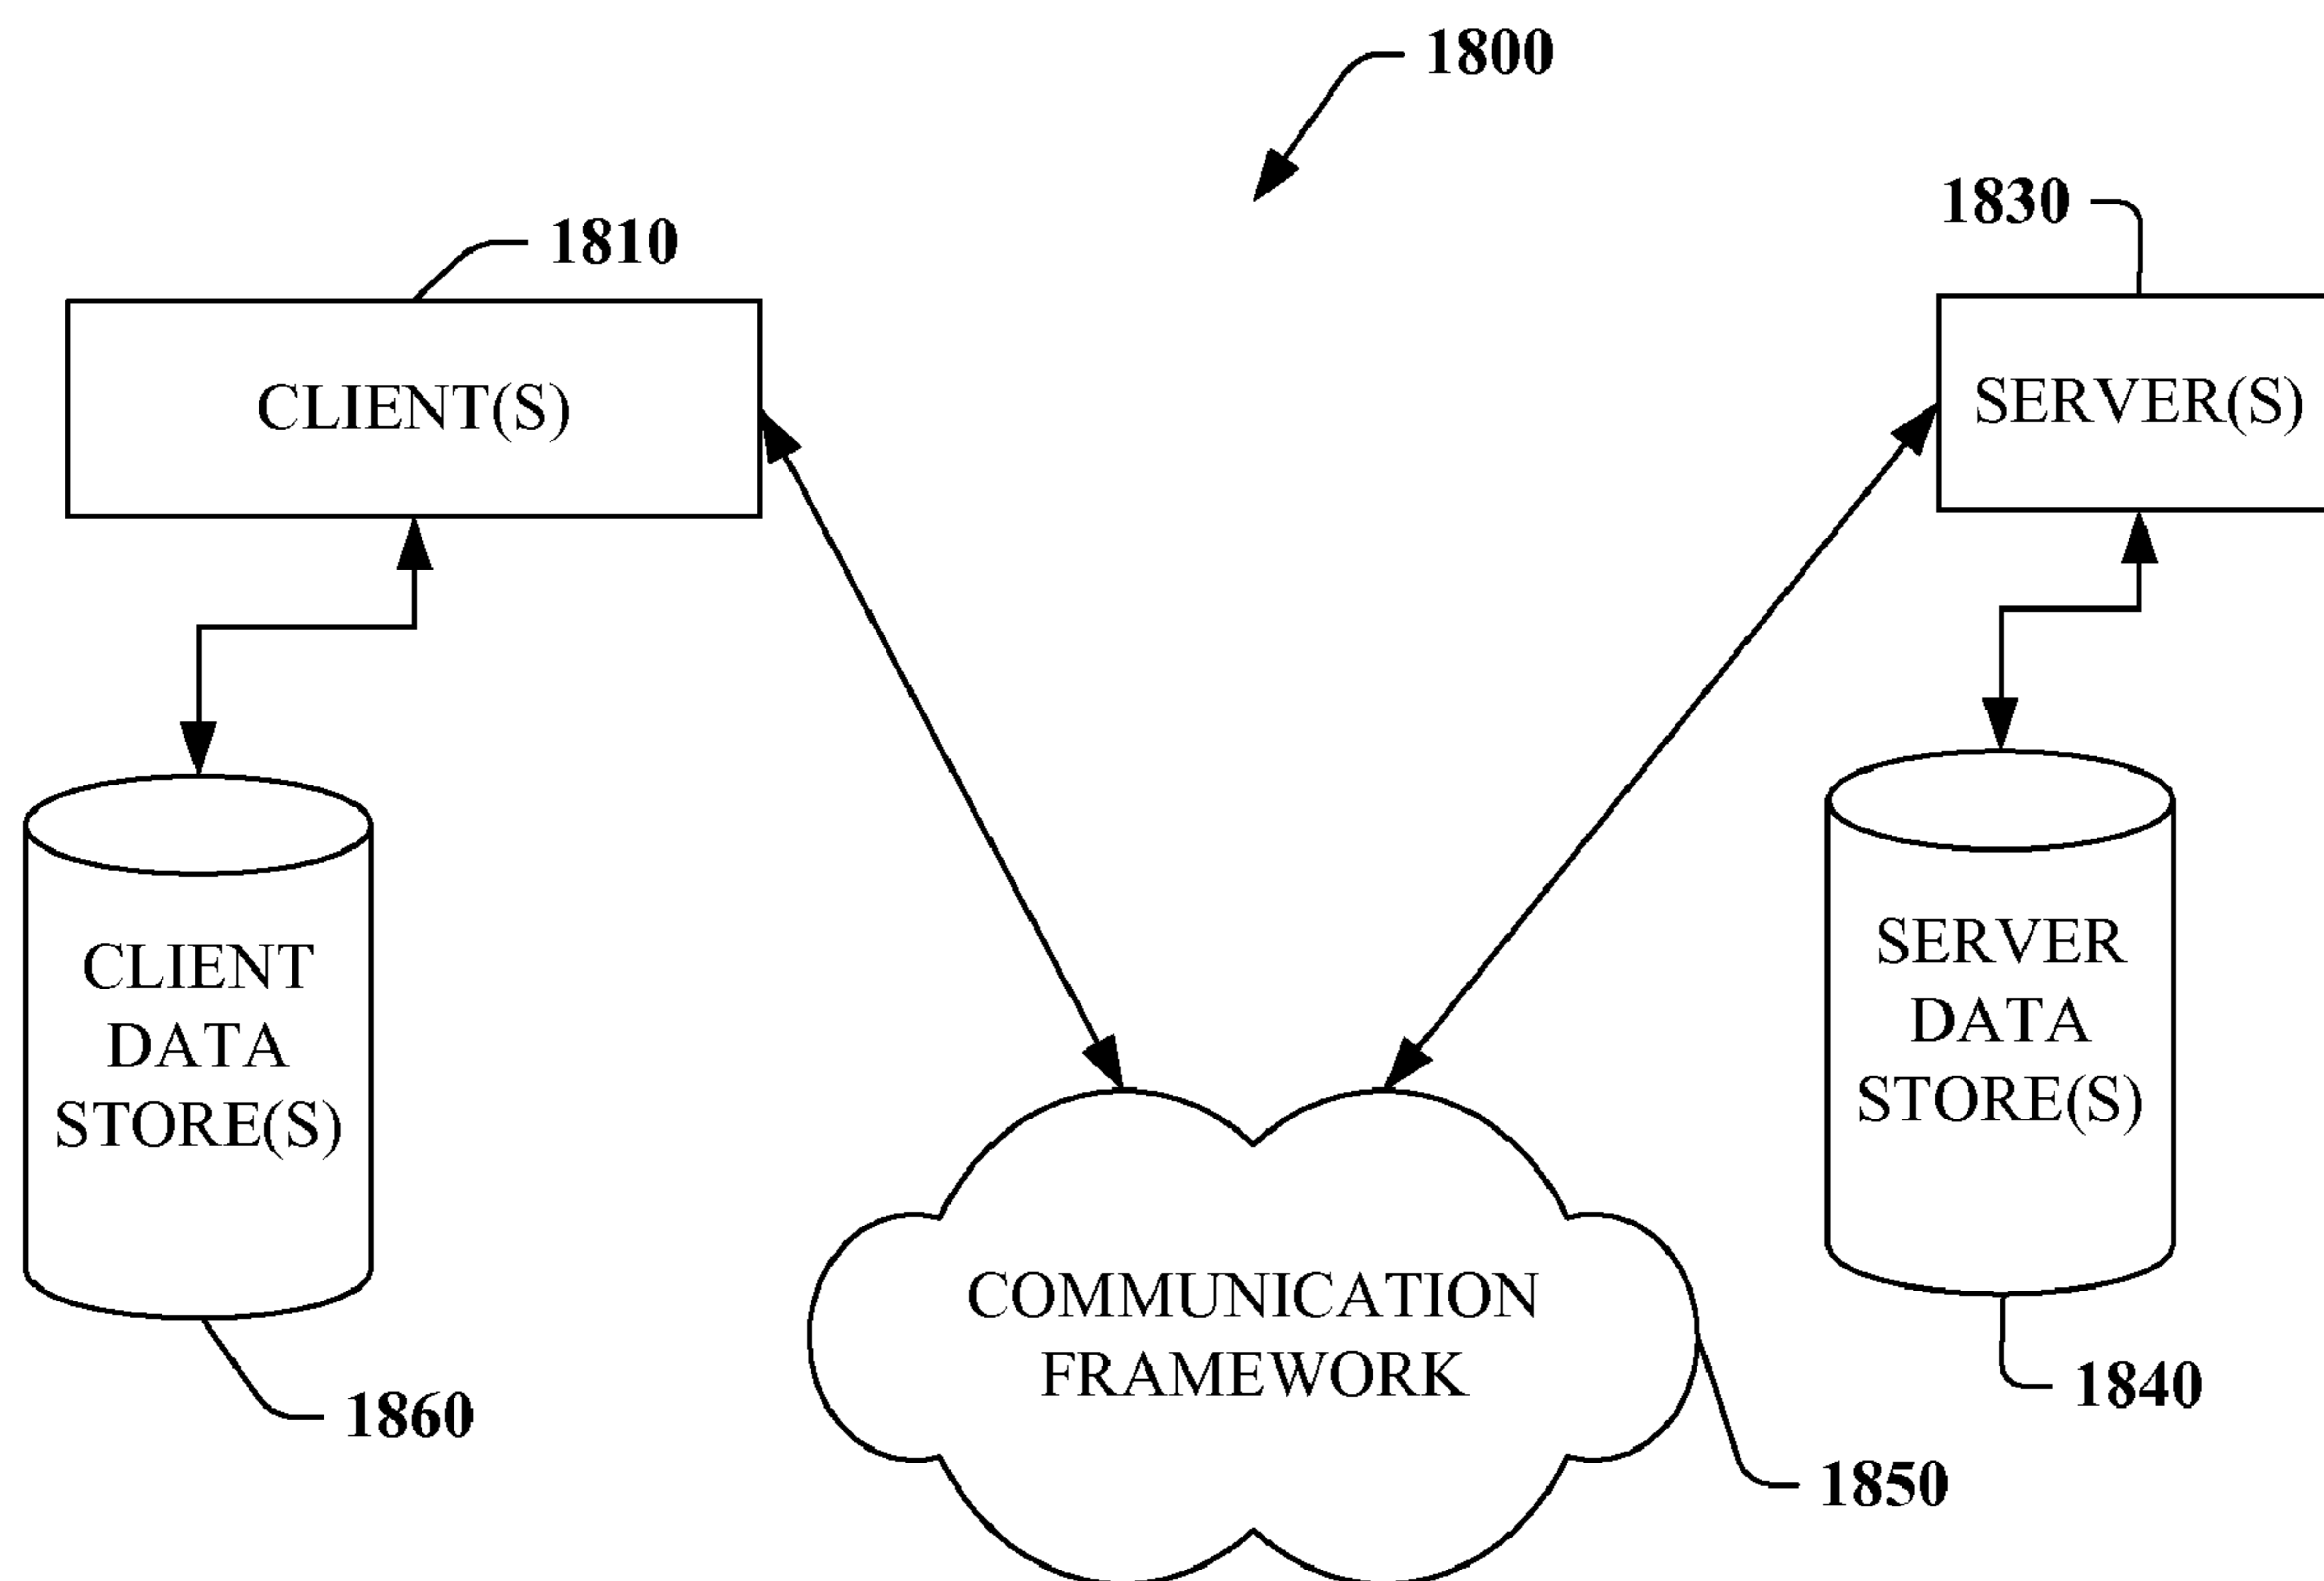 1800
1830
1810
CLIENT(S)
SERVER(S)
CLIENT
DATA
STORE(S)
SERVER
DATA
STORE(S)
COMMUNICATION
FRAMEWORK
1840
1860
1850